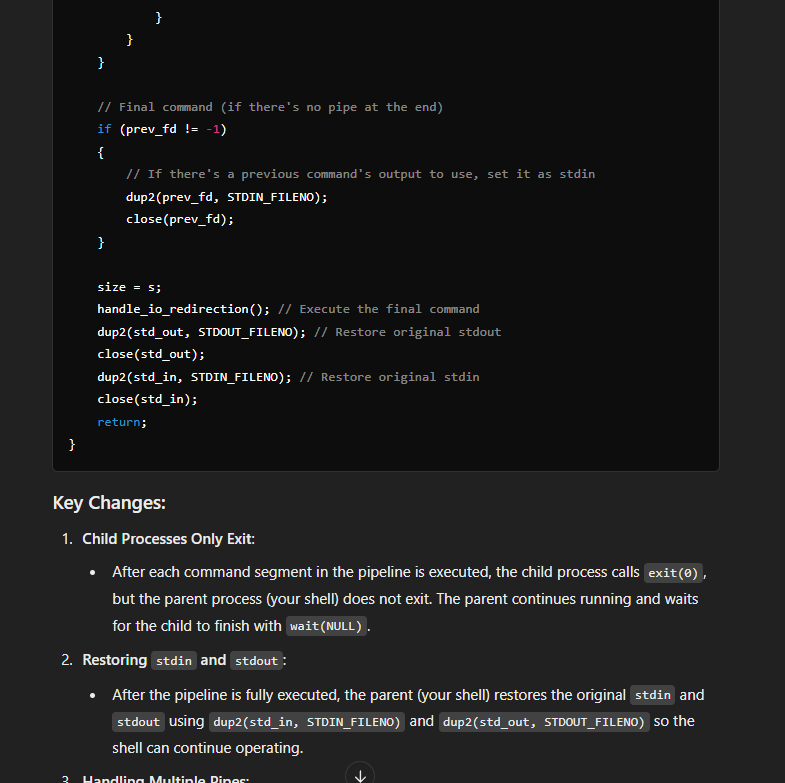 }
        }
    }

    // Final command (if there's no pipe at the end)
    if (prev_fd != -1)
    {
        // If there's a previous command's output to use, set it as stdin
        dup2(prev_fd, STDIN_FILENO);
        close(prev_fd);
    }

    size = s;
    handle_io_redirection(); // Execute the final command
    dup2(std_out, STDOUT_FILENO); // Restore original stdout
    close(std_out);
    dup2(std_in, STDIN_FILENO); // Restore original stdin
    close(std_in);
    return;
}
Key Changes:
1. Child Processes Only Exit:
• After each command segment in the pipeline is executed, the child process calls exit(0),
but the parent process (your shell) does not exit. The parent continues running and waits
for the child to finish with wait(NULL).
2. Restoring stdin and stdout:
• After the pipeline is fully executed, the parent (your shell) restores the original stdin and
stdout using dup2(std_in, STDIN_FILENO) and dup2(std_out, STDOUT_FILENO) so the
shell can continue operating.
3. Handling Multiple Pipes: